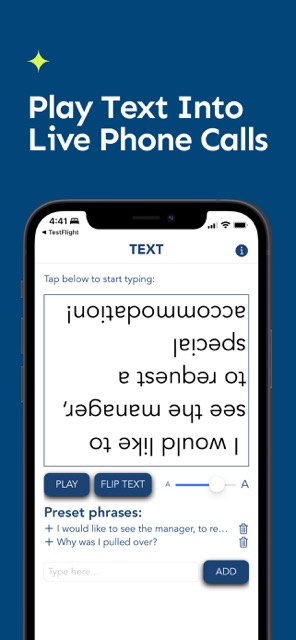 Play Text Into
Live Phone Calls
4:41
TestFlight
TEXT
Tap below to start typing:
I would like to
see the manager,
to request a
special
accommodation!
PLAY
FLIP TEXT
A
A
Preset phrases:
+ I would like to see the manager, to re...
+ Why was I pulled over?
Type here...
ADD